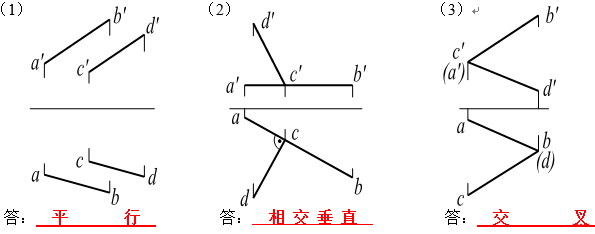 (1) (2) (3)
b' d' a' c'
d' a' c' b'
b' c' (a') d'
c a d b
a c d b
a b (d) c
答： 平 行 答： 相 交 垂 直 答： 交 叉